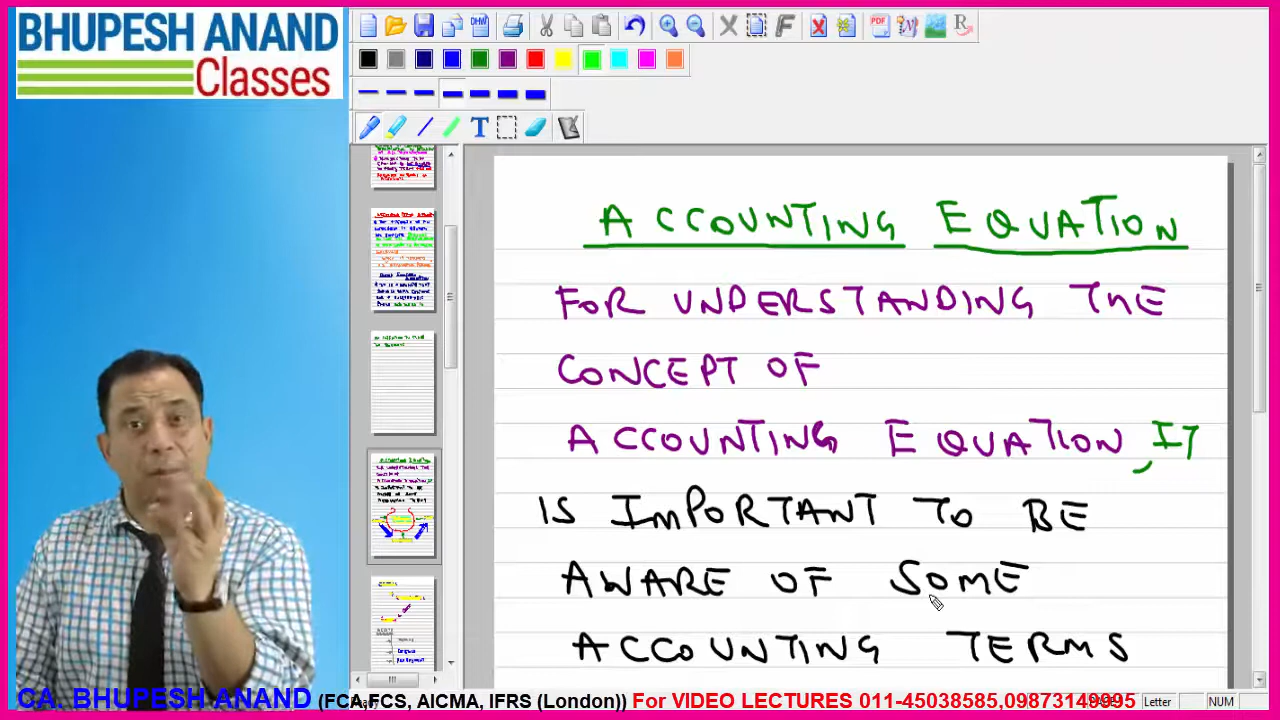 BHUPESH ANAND
Classes
ACCOUNTING EQUATION
FOR UNDERSTANDING THE
CONCEPT OF
ACCOUNTING EQUATION, IT
IS IMPORTANT TO BE
AWARE OF SOME
ACCOUNTING TERMS
CA. BHUPESH ANAND (FCA,FCS, AICMA, IFRS (London)) For VIDEO LECTURES 011-45038585,09873149995
Letter NUM